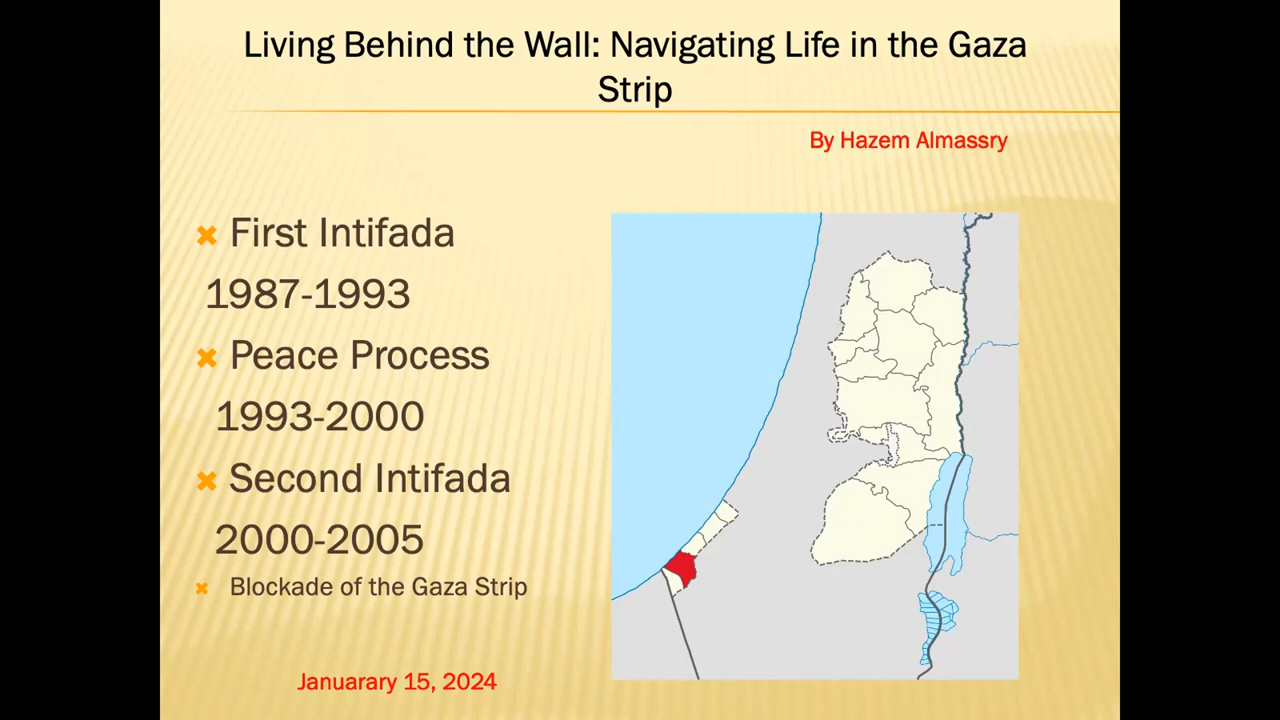 Living Behind the Wall: Navigating Life in the Gaza
Strip
By Hazem Almassry
First Intifada
1987-1993
Peace Process
1993-2000
Second Intifada
2000-2005
Blockade of the Gaza Strip
Januarary 15, 2024